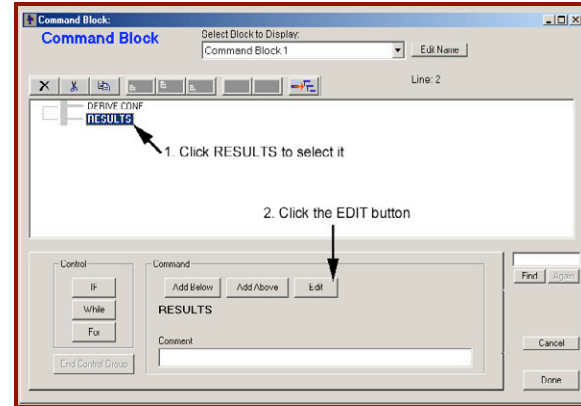 Command Block:
Command Block
Select Block to Display:
Command Block 1
Edit Name
Line: 2
DERIVE CONF
RESULTS
1. Click RESULTS to select it
2. Click the EDIT button
Control
Command
IF
While
For
End Control Group
Add Below
Add Above
Edit
RESULTS
Comment
Find
Again
Cancel
Done